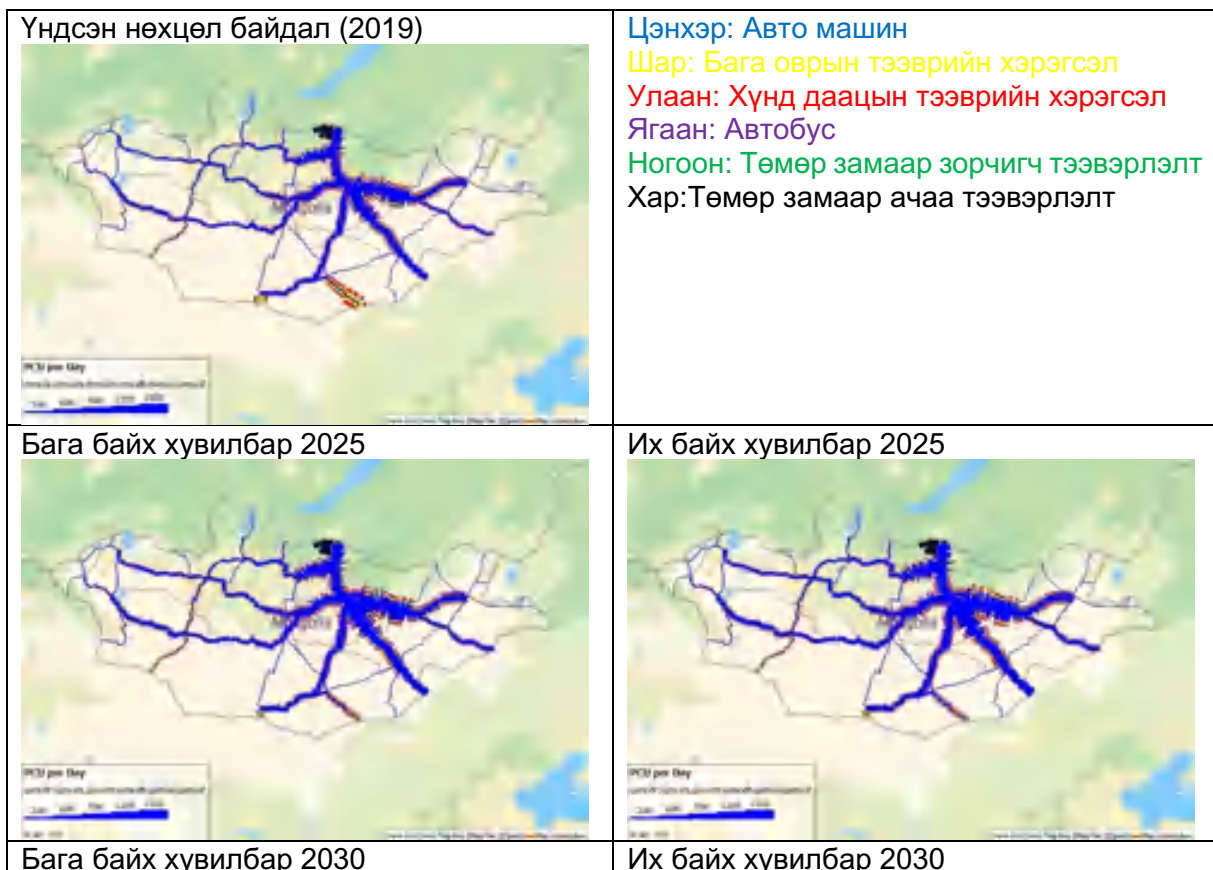 Үндсэн нөхцөл байдал (2019)
Цэнхэр: Авто машин
Шар: Бага оврын тээврийн хэрэгсэл
Улаан: Хүнд даацын тээврийн хэрэгсэл
Ягаан: Автобус
Ногоон: Төмөр замаар зорчигч тээвэрлэлт
Хар:Төмөр замаар ачаа тээвэрлэлт
PCU per Day
Бага байх хувилбар 2025
Их байх хувилбар 2025
PCU per Day
PCU per Day
Бага байх хувилбар 2030
Их байх хувилбар 2030